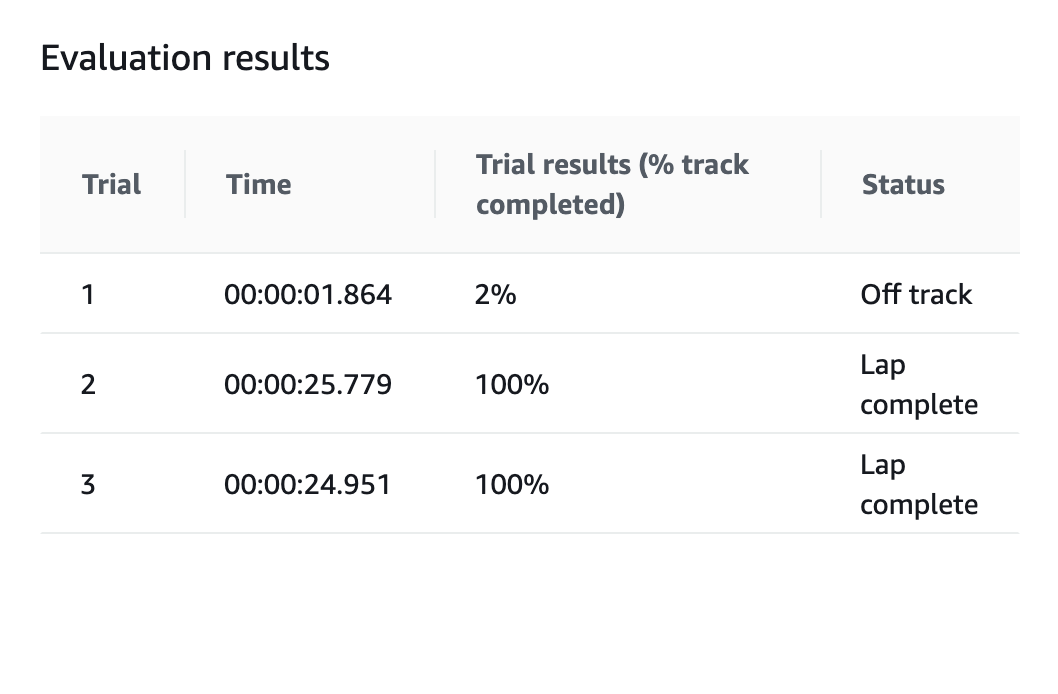 Evaluation results
Trial Time Trial results (% track
completed) Status
1 00:00:01.864 2% Off track
2 00:00:25.779 100% Lap
complete
3 00:00:24.951 100% Lap
complete